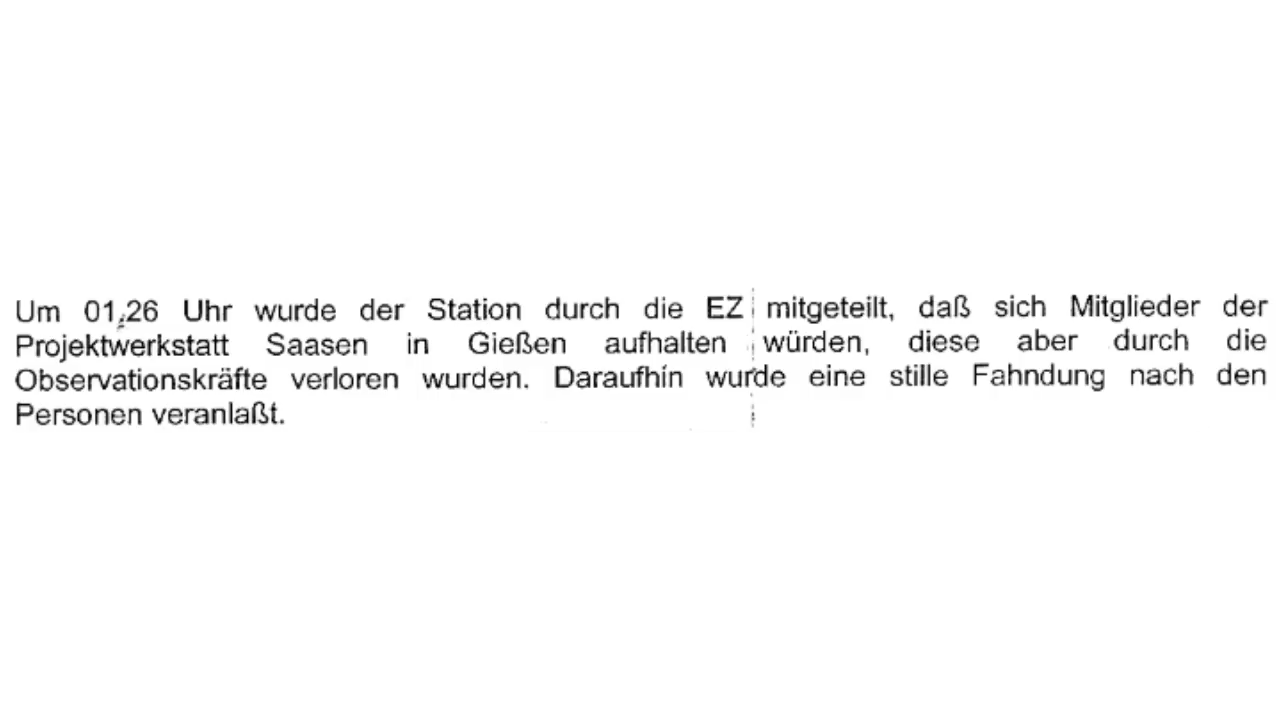 Um 01.26 Uhr wurde der Station durch die EZ mitgeteilt, daß sich Mitglieder der
Projektwerkstatt Saasen in Gießen aufhalten würden, diese aber durch die
Observationskräfte verloren wurden. Daraufhin wurde eine stille Fahndung nach den
Personen veranlaßt.